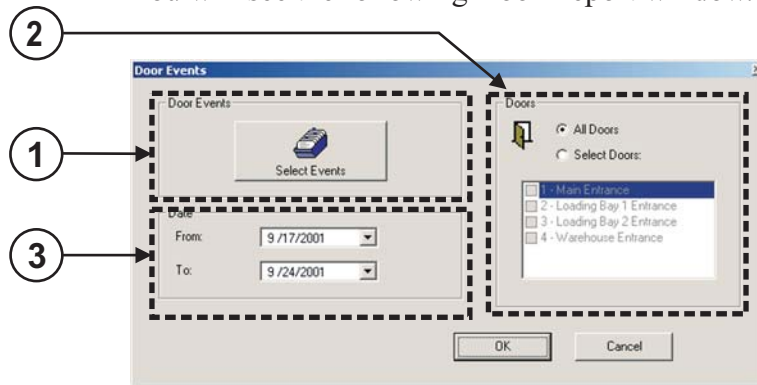 2
Door Events
Door Events
Select Events
1
Date
From: 9 /17/2001
To: 9 /24/2001
3
Doors
All Doors
Select Doors:
1 - Main Entrance
2 - Loading Bay 1 Entrance
3 - Loading Bay 2 Entrance
4 - Warehouse Entrance
OK
Cancel